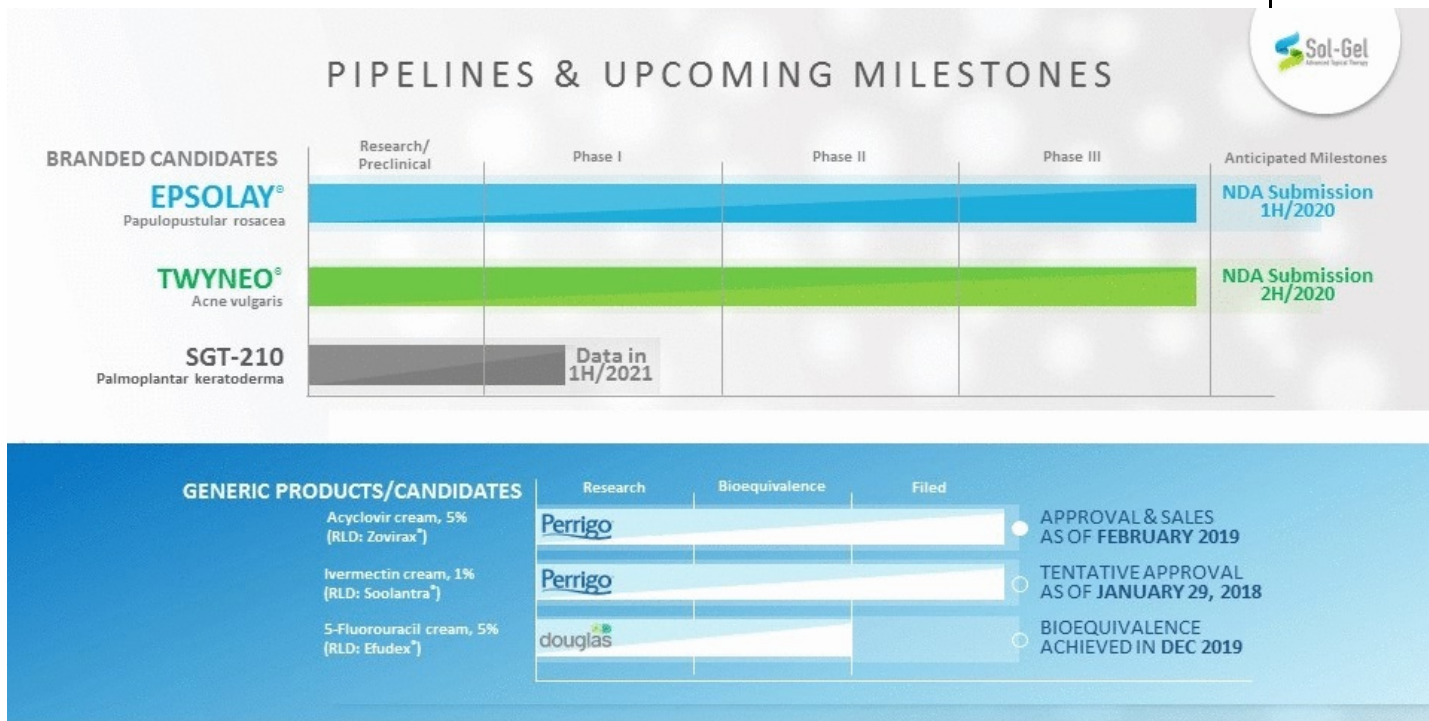 Sol-Gel
Advanced Topical Therapy
PIPELINES & UPCOMING MILESTONES
BRANDED CANDIDATES
Research/
Preclinical
Phase I
Phase II
Phase III
Anticipated Milestones
EPSOLAY®
Papulopustular rosacea
NDA Submission
1H/2020
TWYNEO®
Acne vulgaris
NDA Submission
2H/2020
SGT-210
Palmoplantar keratoderma
Data in
1H/2021
GENERIC PRODUCTS/CANDIDATES
Research
Bioequivalence
Filed
Acyclovir cream, 5%
(RLD: Zovirax®)
Perrigo
APPROVAL & SALES
AS OF FEBRUARY 2019
Ivermectin cream, 1%
(RLD: Soolantra®)
Perrigo
TENTATIVE APPROVAL
AS OF JANUARY 29, 2018
5-Fluorouracil cream, 5%
(RLD: Efudex®)
douglas
BIOEQUIVALENCE
ACHIEVED IN DEC 2019